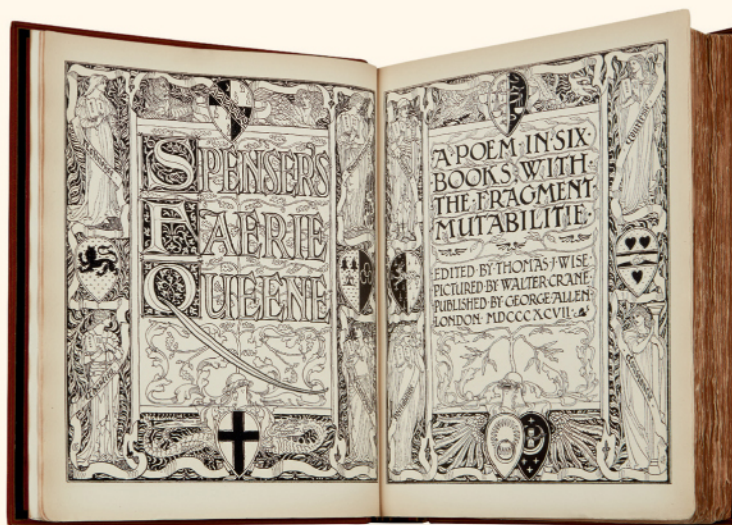 SPENSER'S
FAERIE
QUEENE
A·POEM·IN·SIX·
BOOKS·WITH·
THE·FRAGMENT·
MUTABILITIE·
EDITED·BY·THOMAS·J·WISE·
PICTURED·BY·WALTER·CRANE·
PUBLISHED·BY·GEORGE·ALLEN·
LONDON·MDCCCXCVII·